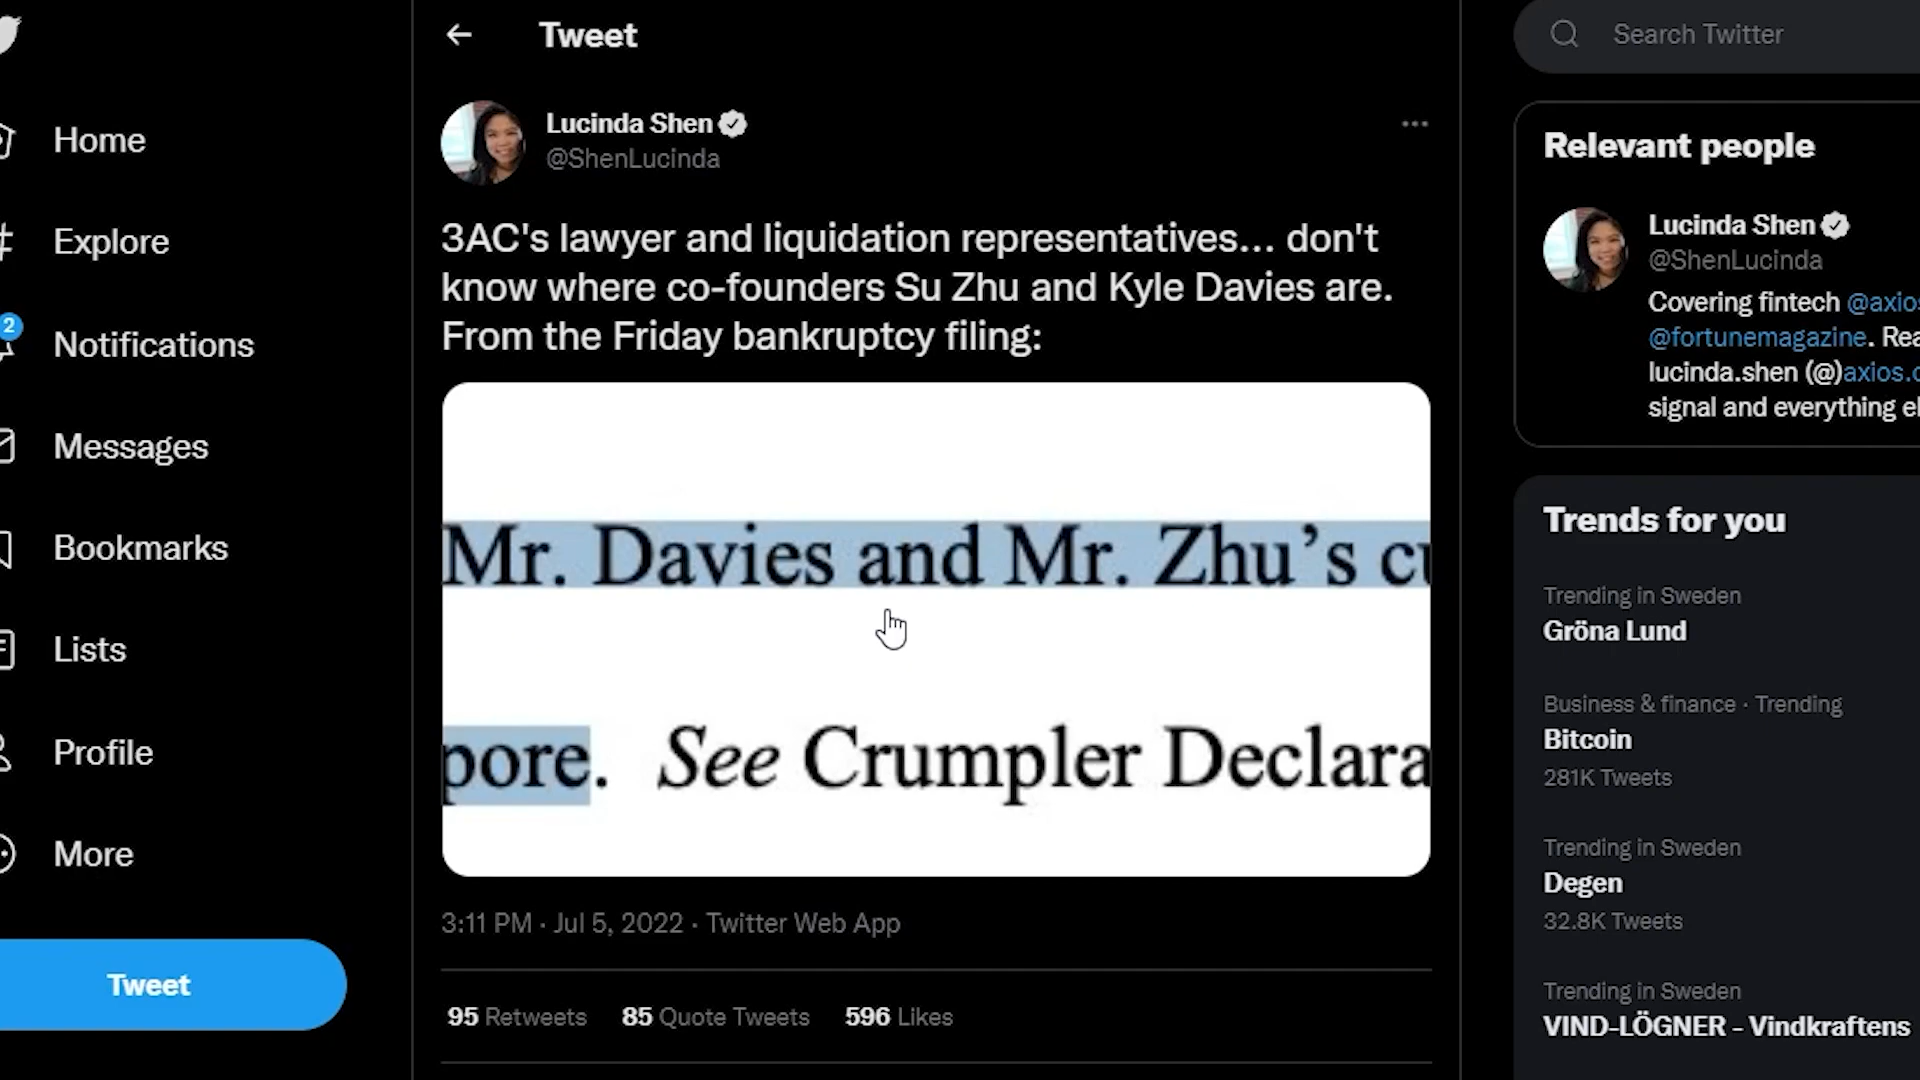 Home
Explore
2
Notifications
Messages
Bookmarks
Lists
Profile
More
Tweet
Tweet
Lucinda Shen
@ShenLucinda
3AC's lawyer and liquidation representatives... don't
know where co-founders Su Zhu and Kyle Davies are.
From the Friday bankruptcy filing:
Mr. Davies and Mr. Zhu's cu
pore. See Crumpler Declara
3:11 PM · Jul 5, 2022 · Twitter Web App
95 Retweets 85 Quote Tweets 596 Likes
Search Twitter
Relevant people
Lucinda Shen
@ShenLucinda
Covering fintech @axios
@fortunemagazine. Rea
lucinda.shen (@)axios.c
signal and everything el
Trends for you
Trending in Sweden
Gröna Lund
Business & finance · Trending
Bitcoin
281K Tweets
Trending in Sweden
Degen
32.8K Tweets
Trending in Sweden
VIND-LÖGNER - Vindkraftens